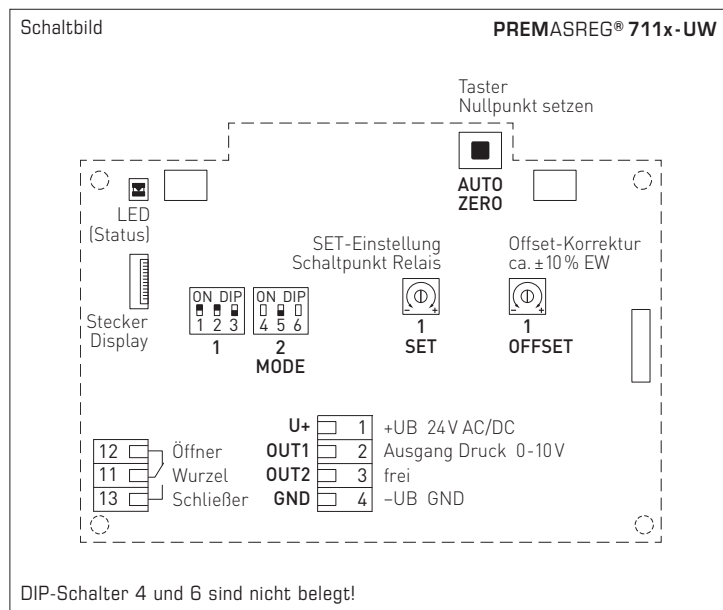 Schaltbild
PREMASREG® 711x-UW
Taster
Nullpunkt setzen
AUTO
ZERO
LED
(Status)
SET-Einstellung
Schaltpunkt Relais
Offset-Korrektur
ca. ±10% EW
Stecker
Display
ON DIP
1 2 3
1
ON DIP
4 5 6
2
MODE
- +
1
SET
- +
1
OFFSET
12 Öffner
11 Wurzel
13 Schließer
U+ 1 +UB 24V AC/DC
OUT1 2 Ausgang Druck 0-10V
OUT2 3 frei
GND 4 –UB GND
DIP-Schalter 4 und 6 sind nicht belegt!